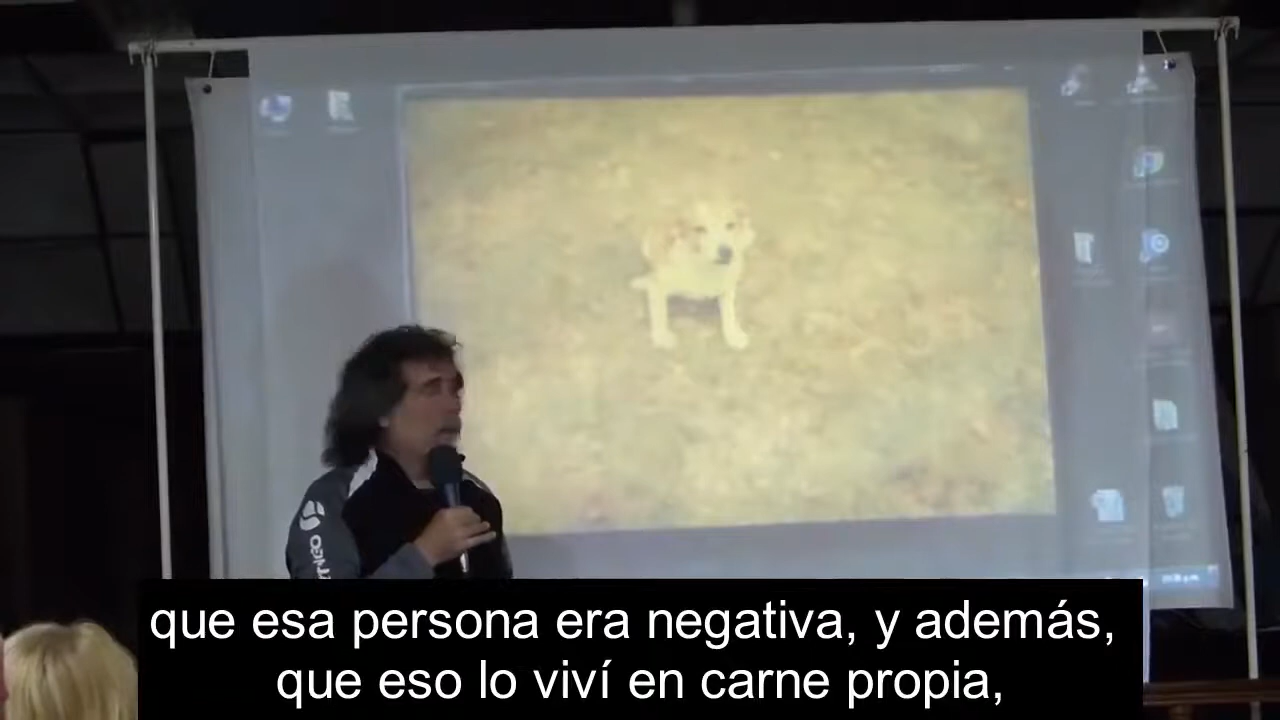 que esa persona era negativa, y además,
que eso lo viví en carne propia,